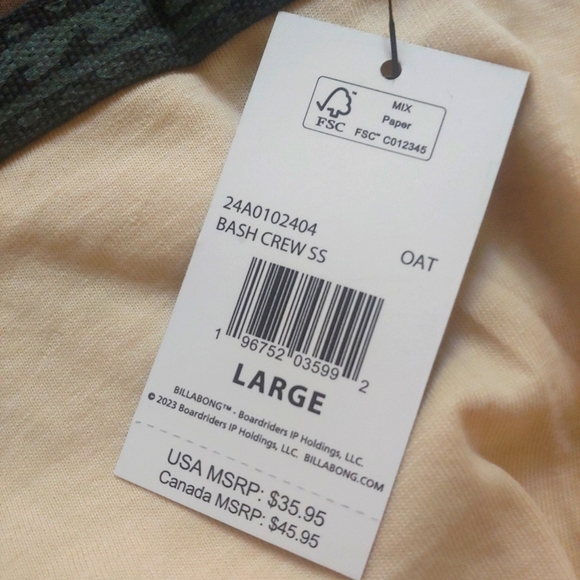 FSC™
MIX
Paper
FSC™ C012345
24A0102404
BASH CREW SS
OAT
1 96752 03599 2
LARGE
BILLABONG™ - Boardriders IP Holdings, LLC.
© 2023 Boardriders IP Holdings, LLC. BILLABONG.COM
USA MSRP: $35.95
Canada MSRP: $45.95